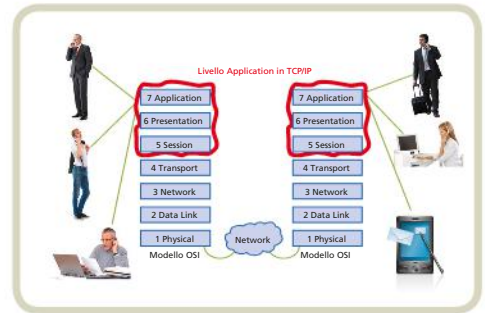 Livello Application in TCP/IP
7 Application
6 Presentation
5 Session
4 Transport
3 Network
2 Data Link
1 Physical
Modello OSI
Network
7 Application
6 Presentation
5 Session
4 Transport
3 Network
2 Data Link
1 Physical
Modello OSI